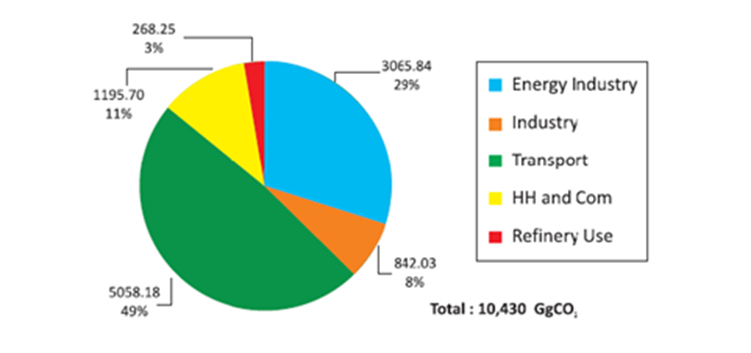 268.25
3%
3065.84
29%
1195.70
11%
842.03
8%
5058.18
49%
Energy Industry
Industry
Transport
HH and Com
Refinery Use
Total : 10,430 GgCO₂